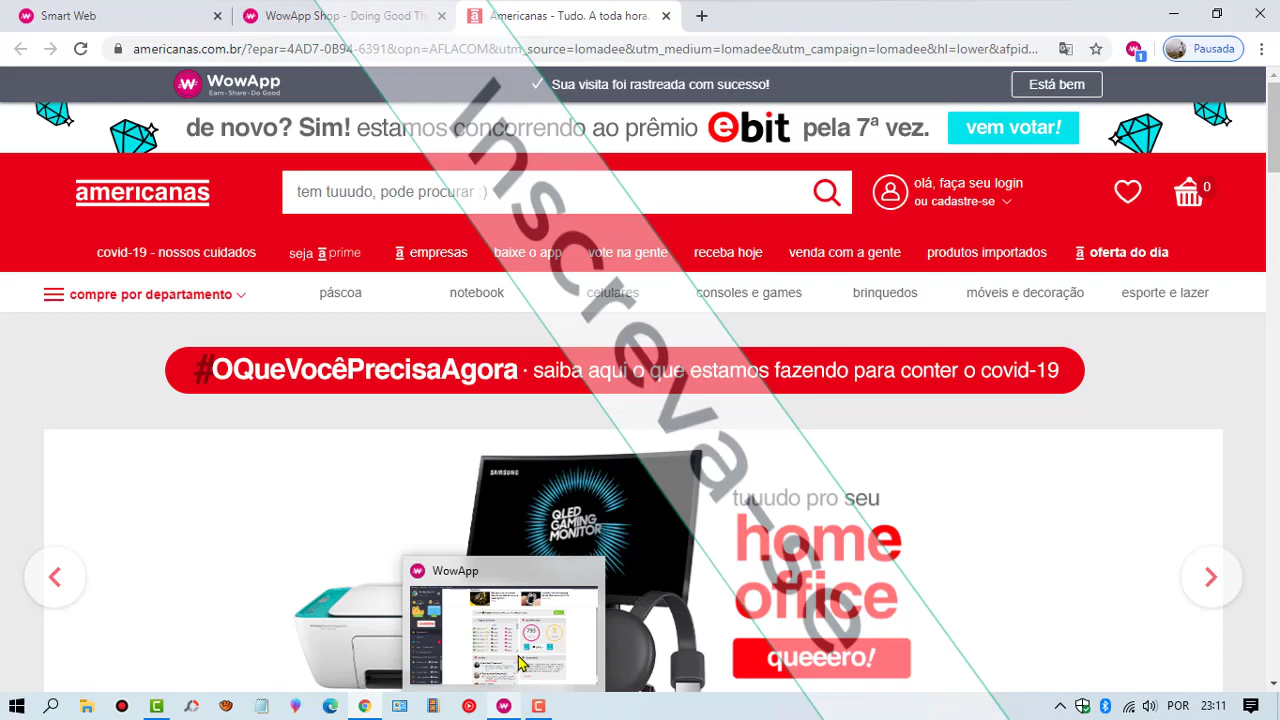 Smart Web
WowApp Shop - Doing Good Th
Americanas - Tudo. A toda hora.
americanas.com.br/?epar=4AD7-0B94-6391&opn=AFLACOM&utm_source=lomadee&utm_medium=lomadee&utm_campaign=lomadee&hl=lower&afpid...
1
Pausada
WowApp
Earn - Share - Do Good
Sua visita foi rastreada com sucesso!
Está bem
de novo? Sim! estamos concorrendo ao prêmio ebit pela 7ª vez.
vem votar!
americanas
tem tuuudo, pode procurar :)
olá, faça seu login
ou cadastre-se
0
covid-19 - nossos cuidados
seja a prime
a empresas
baixe o app
vote na gente
receba hoje
venda com a gente
produtos importados
a oferta do dia
compre por departamento
páscoa
notebook
celulares
consoles e games
brinquedos
móveis e decoração
esporte e lazer
#OQueVocêPrecisaAgora · saiba aqui o que estamos fazendo para conter o covid-19
Inscreva-se
SAMSUNG
QLED
GAMING
MONITOR
tuuudo pro seu
home
office
queeero!
WowApp
793
POR
23:11